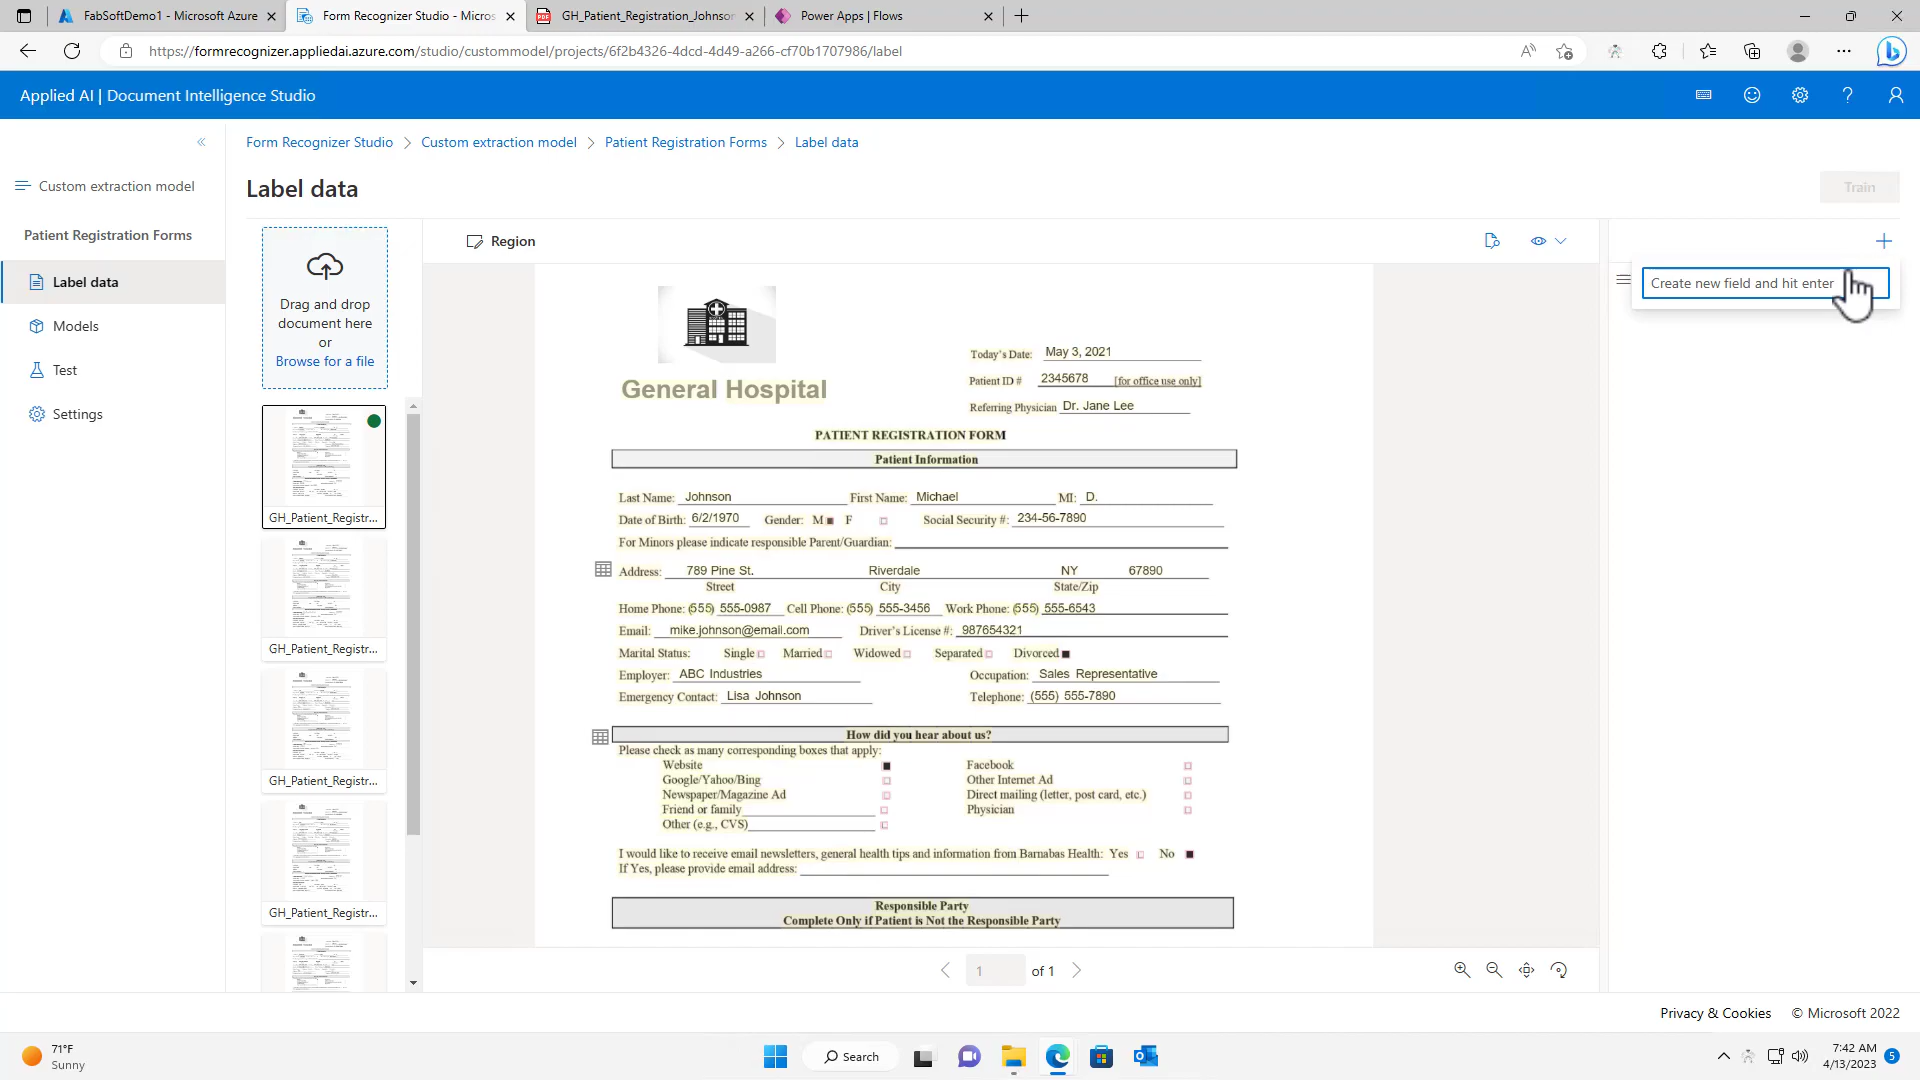 FabSoftDemo1 - Microsoft Azure
Form Recognizer Studio - Micros
GH_Patient_Registration_Johnson
Power Apps | Flows
https://formrecognizer.appliedai.azure.com/studio/custommodel/projects/6f2b4326-4dcd-4d49-a266-cf70b1707986/label
Applied AI | Document Intelligence Studio
Form Recognizer Studio > Custom extraction model > Patient Registration Forms > Label data
Custom extraction model
Patient Registration Forms
Label data
Models
Test
Settings
Label data
Train
Drag and drop
document here
or
Browse for a file
GH_Patient_Registr...
GH_Patient_Registr...
GH_Patient_Registr...
GH_Patient_Registr...
Region
Create new field and hit enter
General Hospital
Today's Date: May 3, 2021
Patient ID # 2345678 [for office use only]
Referring Physician Dr. Jane Lee
PATIENT REGISTRATION FORM
Patient Information
Last Name: Johnson First Name: Michael MI: D.
Date of Birth: 6/2/1970 Gender: M F Social Security #: 234-56-7890
For Minors please indicate responsible Parent/Guardian:
Address: 789 Pine St. Riverdale NY 67890
Street City State/Zip
Home Phone: (555) 555-0987 Cell Phone: (555) 555-3456 Work Phone: (555) 555-6543
Email: mike.johnson@email.com Driver's License #: 987654321
Marital Status: Single Married Widowed Separated Divorced
Employer: ABC Industries Occupation: Sales Representative
Emergency Contact: Lisa Johnson Telephone: (555) 555-7890
How did you hear about us?
Please check as many corresponding boxes that apply:
Website Facebook
Google/Yahoo/Bing Other Internet Ad
Newspaper/Magazine Ad Direct mailing (letter, post card, etc.)
Friend or family Physician
Other (e.g., CVS)
I would like to receive email newsletters, general health tips and information from Barnabas Health: Yes No
If Yes, please provide email address:
Responsible Party
Complete Only if Patient is Not the Responsible Party
1 of 1
Privacy & Cookies © Microsoft 2022
71°F
Sunny
Search
7:42 AM
4/13/2023
5